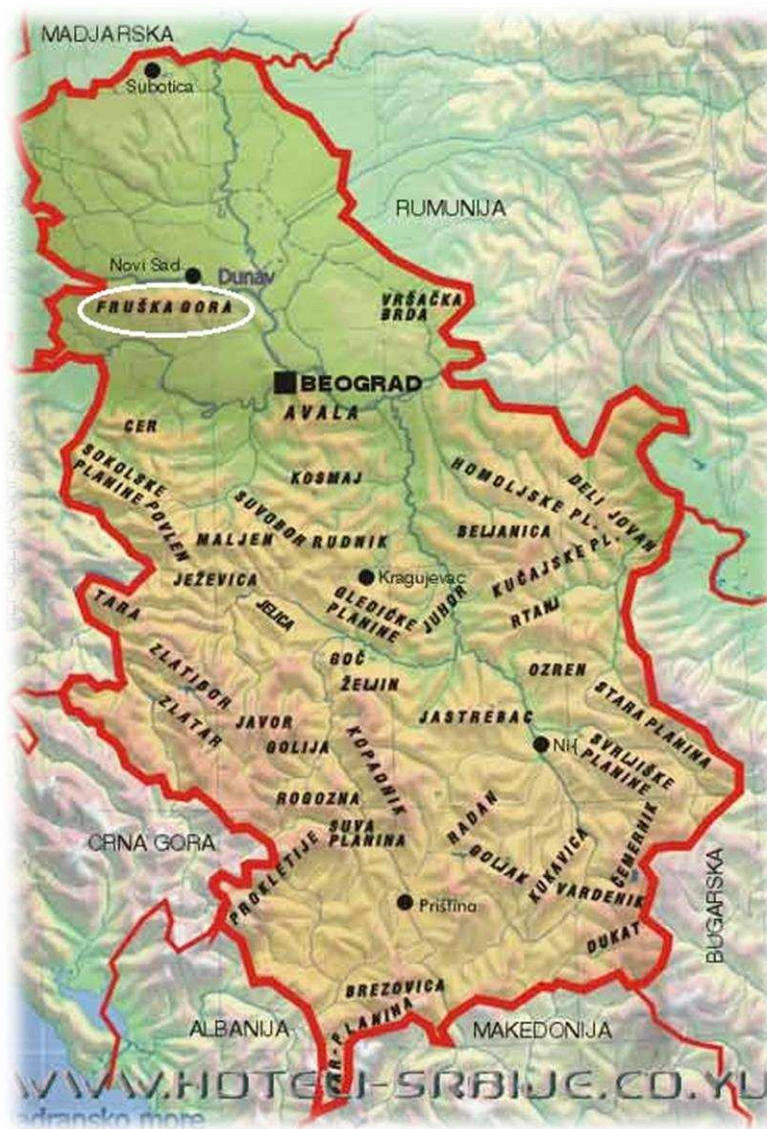 MADJARSKA
Subotica
RUMUNIJA
Novi Sad
Dunav
FRUŠKA GORA
VRŠAČKA
BRDA
BEOGRAD
AVALA
CER
SOKOLSKE
PLANINE
POVLEN
KOSMAJ
HOMOLJSKE PL.
DELI JOVAN
SUVOBOR
MALJEN
RUDNIK
BELJANICA
KUČAJSKE PL.
JEŽEVICA
Kragujevac
GLEDIČKE
PLANINE
JUHOR
TARA
JELICA
RTANJ
GOČ
ŽELJIN
OZREN
ZLATIBOR
ZLATAR
STARA PLANINA
JAVOR
JASTREBAC
GOLIJA
KOPAONIK
SVRLJIŠKE
PLANINE
ROGOZNA
SUVA
PLANINA
RADAN
CRNA GORA
PROKLETIJE
GOLJAK
KUKAVICA
ČEMERNIK
VARDENIK
BUGARSKA
Priština
DUKAT
BREZOVICA
ALBANIJA
MAKEDONIJA
WWW.HOTELI-SRBIJE.CO.YU
adransko more